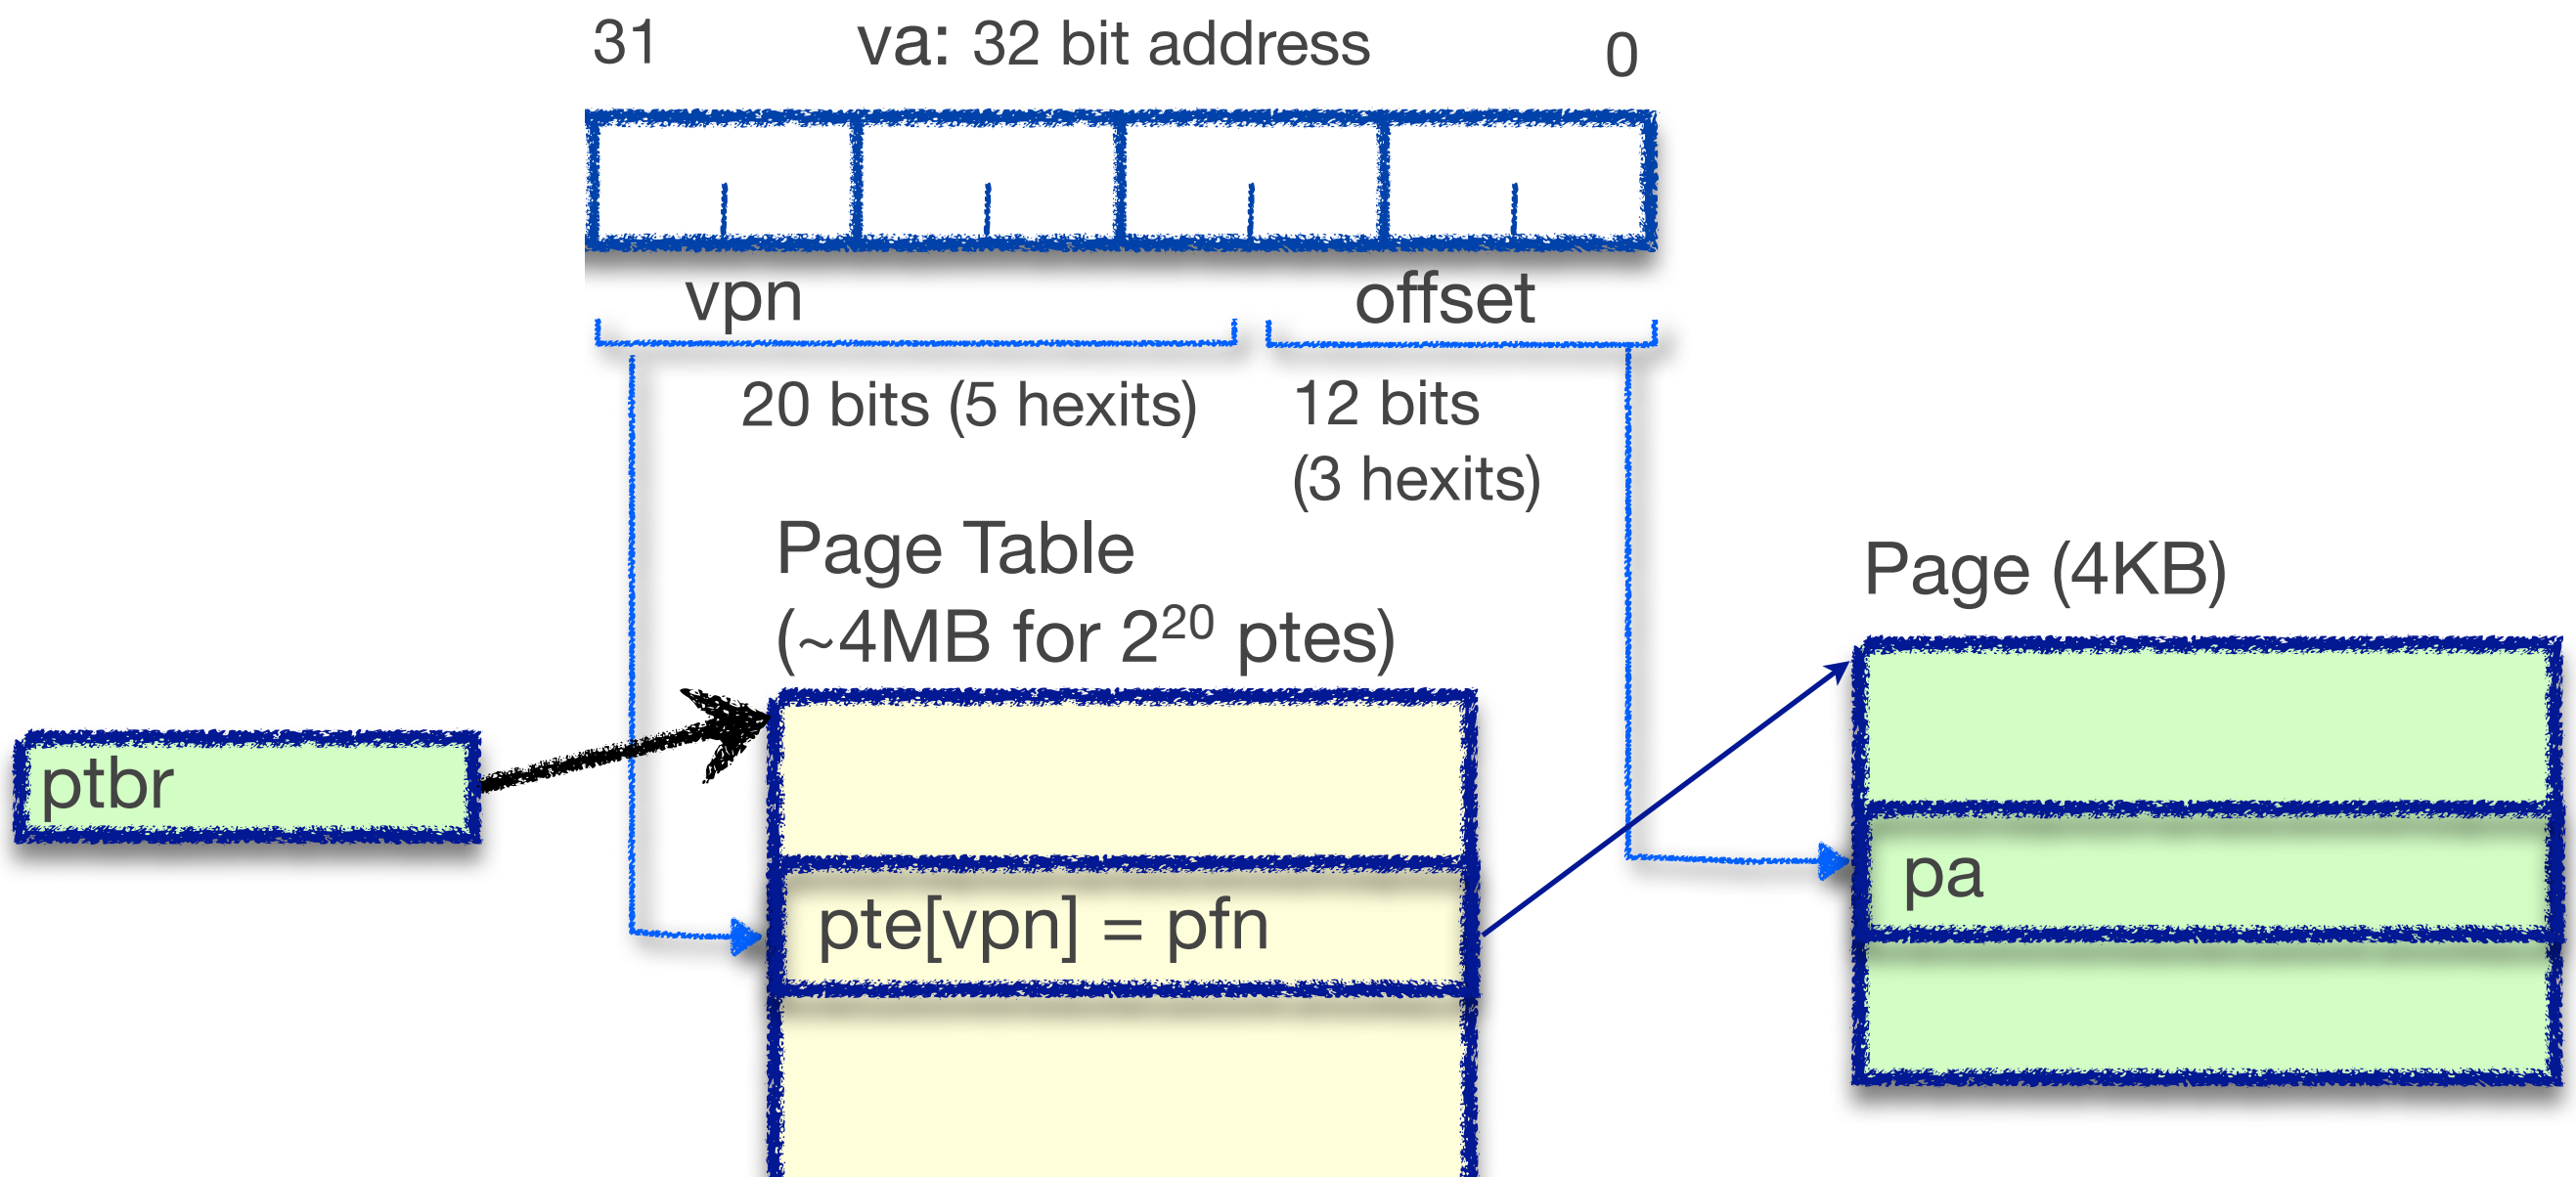 31
va: 32 bit address
0
vpn
offset
20 bits (5 hexits)
12 bits
(3 hexits)
Page Table
(~4MB for 2²⁰ ptes)
Page (4KB)
ptbr
pte[vpn] = pfn
pa